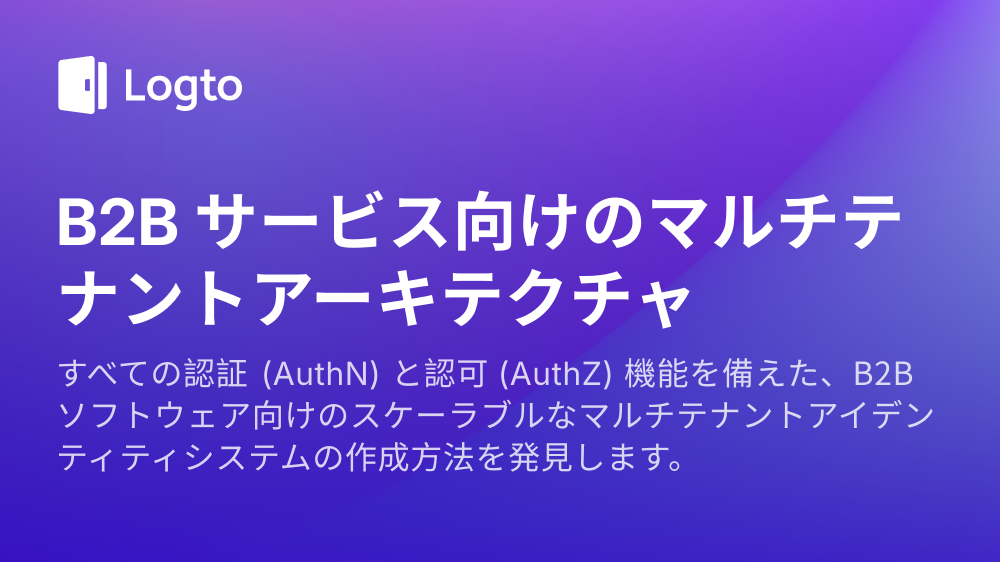 Logto
B2B サービス向けのマルチテ
ナントアーキテクチャ
すべての認証 (AuthN) と認可 (AuthZ) 機能を備えた、B2B
ソフトウェア向けのスケーラブルなマルチテナントアイデン
ティティシステムの作成方法を発見します。